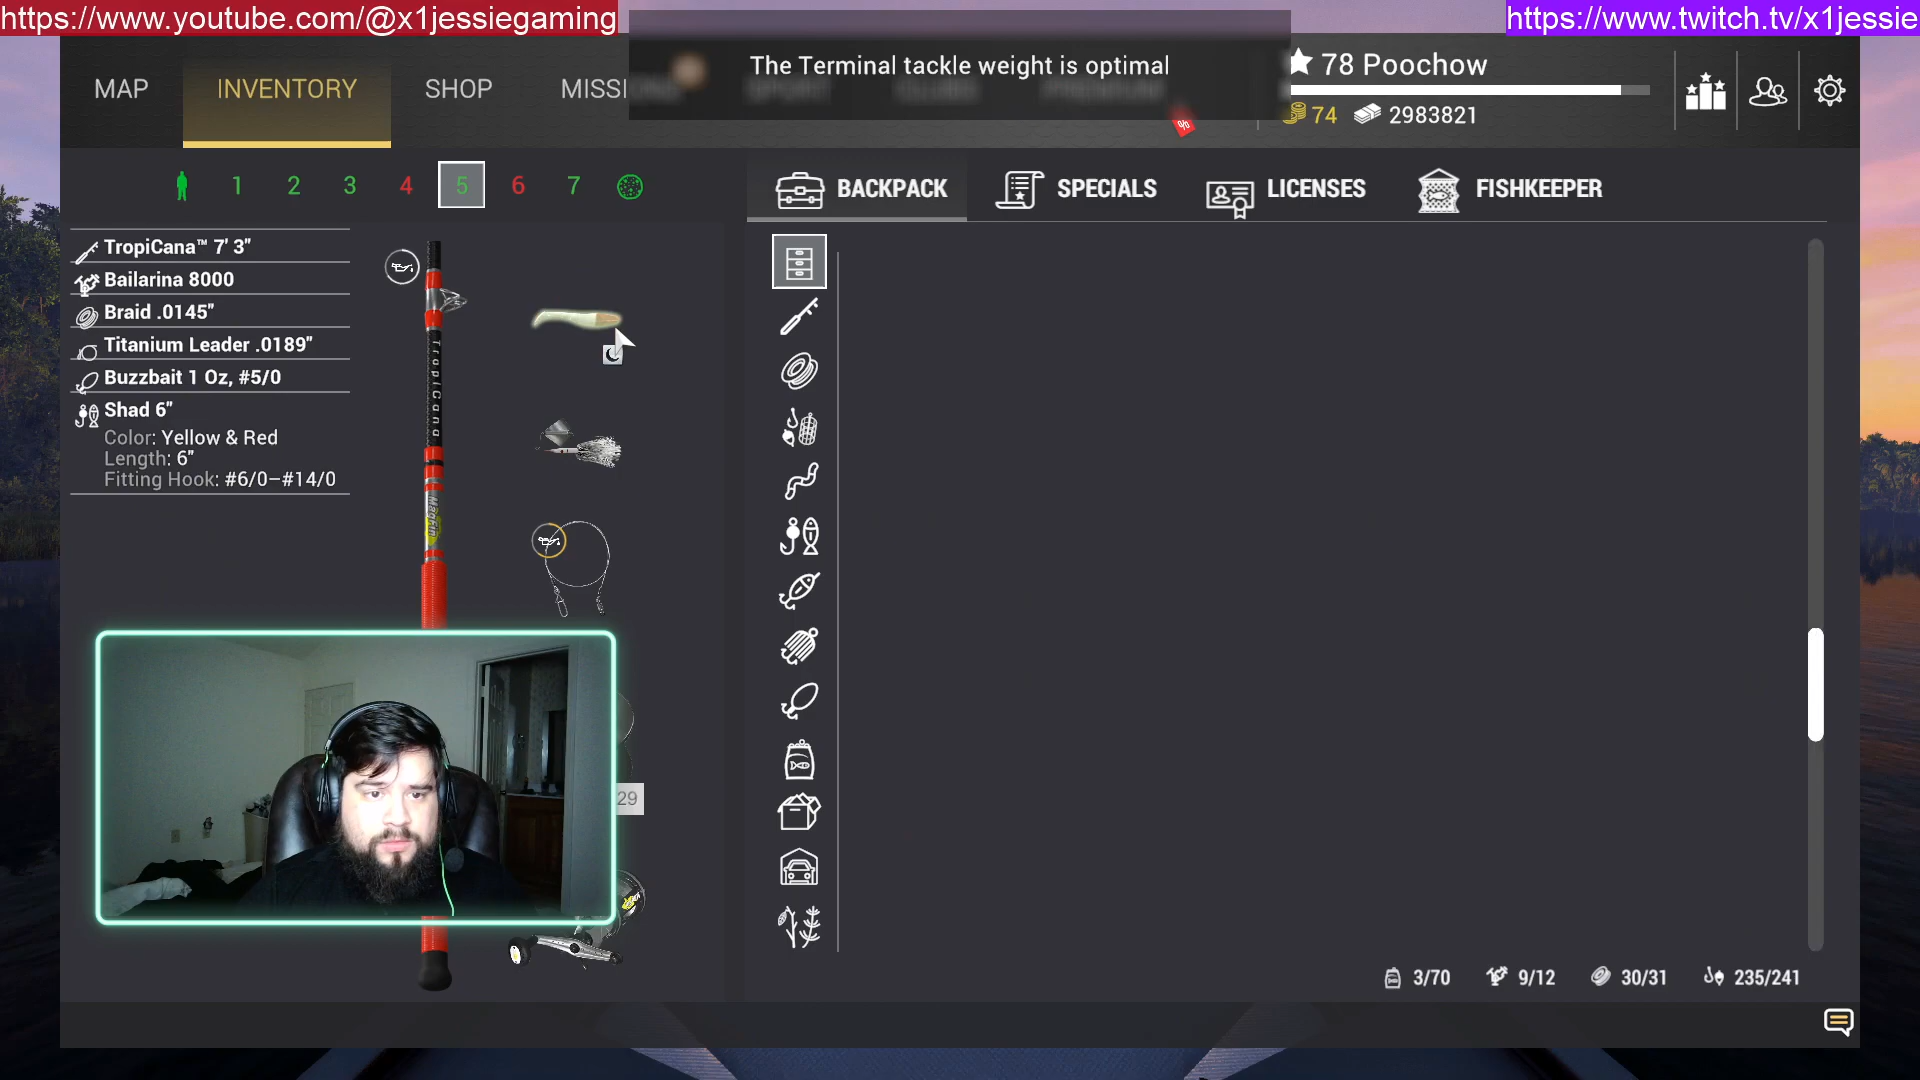 https://www.youtube.com/@x1jessiegaming
https://www.twitch.tv/x1jessie
The Terminal tackle weight is optimal
MAP
INVENTORY
SHOP
78 Poochow
74
2983821
1
2
3
4
5
6
7
BACKPACK
SPECIALS
LICENSES
FISHKEEPER
TropiCana™ 7' 3"
Bailarina 8000
Braid .0145"
Titanium Leader .0189"
Buzzbait 1 Oz, #5/0
Shad 6"
Color: Yellow & Red
Length: 6"
Fitting Hook: #6/0–#14/0
TropiCana
MagFin
29
3/70
9/12
30/31
235/241